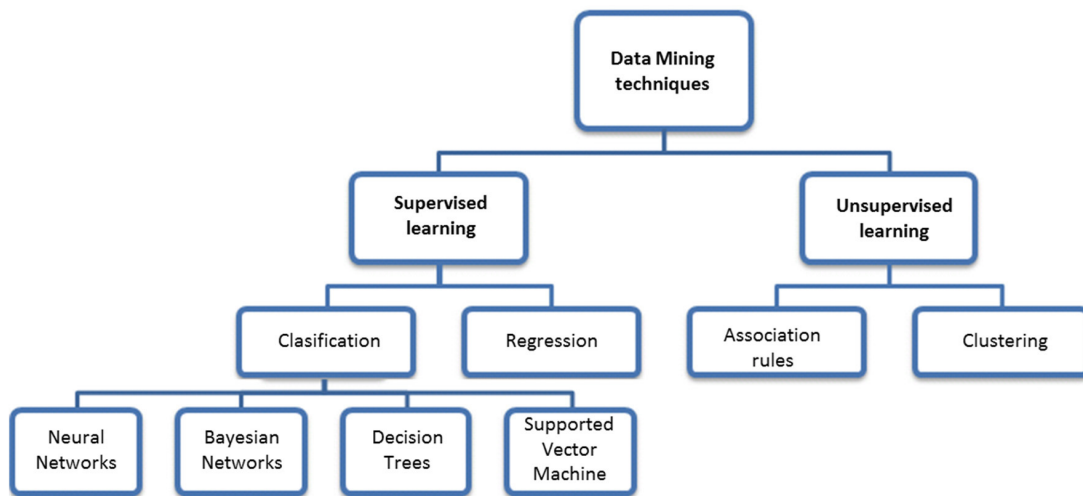 Data Mining
techniques
Supervised
learning
Unsupervised
learning
Clasification
Regression
Association
rules
Clustering
Neural
Networks
Bayesian
Networks
Decision
Trees
Supported
Vector
Machine